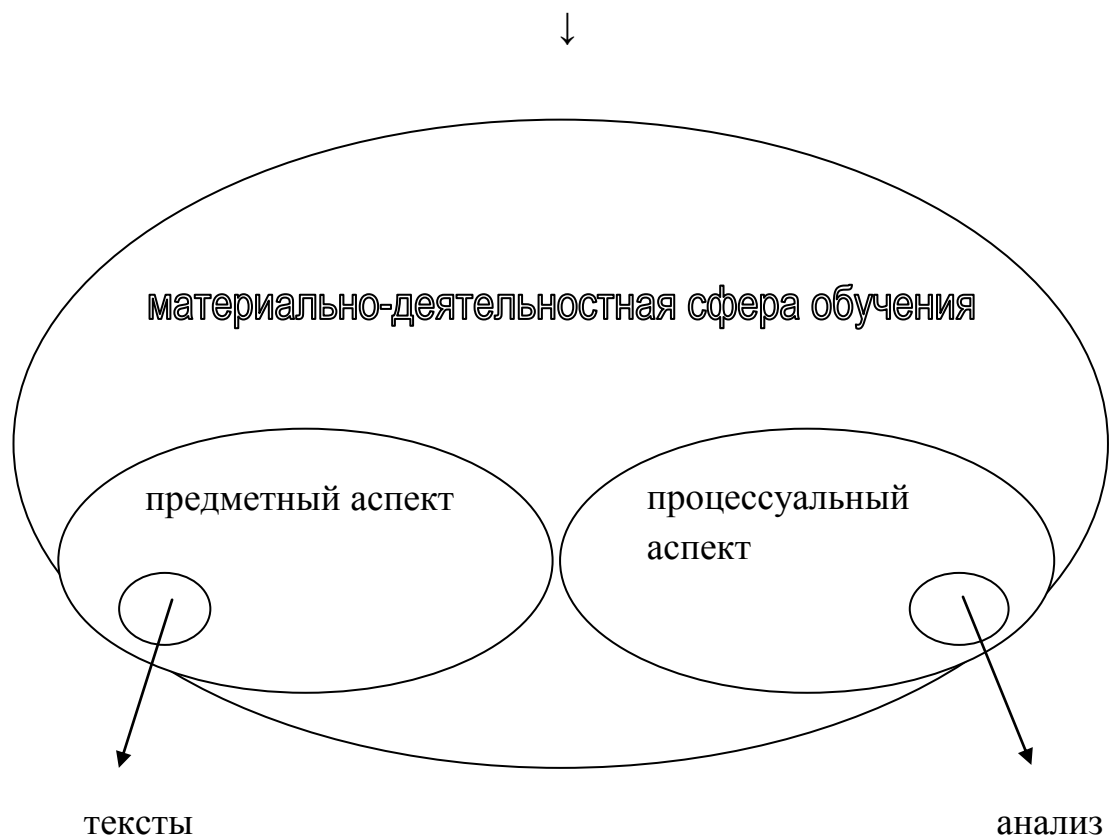 ↓
материально-деятельностная сфера обучения
предметный аспект
процессуальный
аспект
тексты
анализ